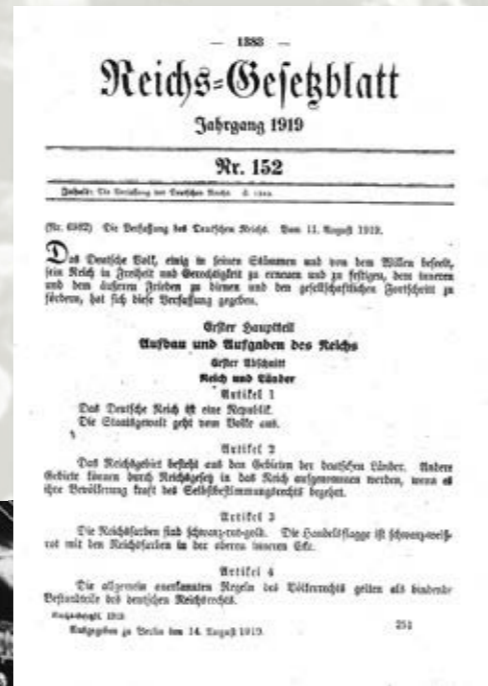 — 1383 —
Reichs=Gesetzblatt
Jahrgang 1919
Nr. 152
Inhalt: Die Verfassung des Deutschen Reichs. S. 1383.
(Nr. 6982) Die Verfassung des Deutschen Reichs. Vom 11. August 1919.
Das Deutsche Volk, einig in seinen Stämmen und von dem Willen beseelt,
sein Reich in Freiheit und Gerechtigkeit zu erneuen und zu festigen, dem inneren
und dem äußeren Frieden zu dienen und den gesellschaftlichen Fortschritt zu
fördern, hat sich diese Verfassung gegeben.
Erster Hauptteil
Aufbau und Aufgaben des Reichs
Erster Abschnitt
Reich und Länder
Artikel 1
Das Deutsche Reich ist eine Republik.
Die Staatsgewalt geht vom Volke aus.
Artikel 2
Das Reichsgebiet besteht aus den Gebieten der deutschen Länder. Andere
Gebiete können durch Reichsgesetz in das Reich aufgenommen werden, wenn es
ihre Bevölkerung kraft des Selbstbestimmungsrechts begehrt.
Artikel 3
Die Reichsfarben sind schwarz-rot-gold. Die Handelsflagge ist schwarz-weiß-
rot mit den Reichsfarben in der oberen inneren Ecke.
Artikel 4
Die allgemein anerkannten Regeln des Völkerrechts gelten als bindende
Bestandteile des deutschen Reichsrechts.
Reichsgesetzbl. 1919.
Ausgegeben zu Berlin den 14. August 1919.
251